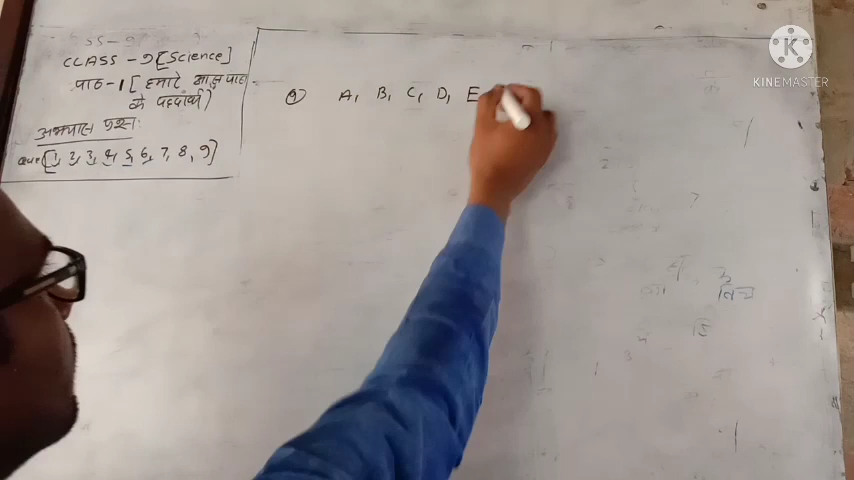 CLASS - 9 [Science]
पाठ-1 [हमारे आस पास
के पदार्थ]
अभ्यास प्रश्न:
Que [1, 2, 3, 4, 5, 6, 7, 8, 9]
A, B, C, D, E
K
KINEMASTER